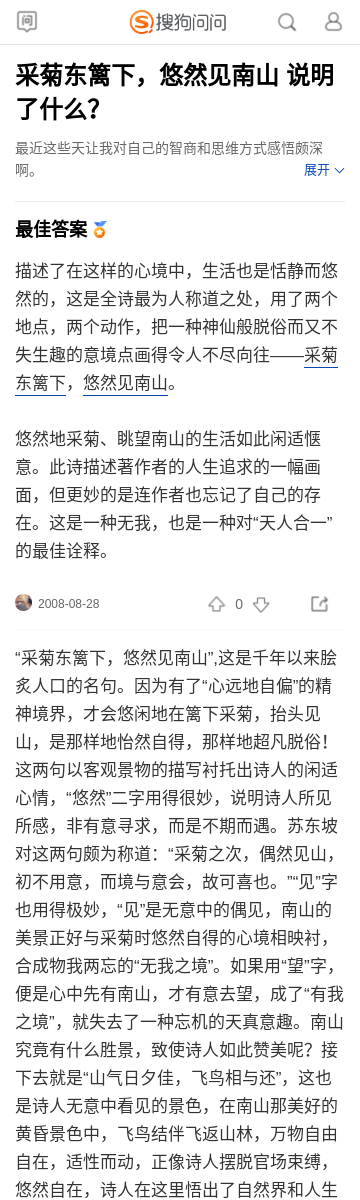 问
搜狗问问
采菊东篱下，悠然见南山 说明
了什么？
最近这些天让我对自己的智商和思维方式感悟颇深
啊。
展开
最佳答案
描述了在这样的心境中，生活也是恬静而悠
然的，这是全诗最为人称道之处，用了两个
地点，两个动作，把一种神仙般脱俗而又不
失生趣的意境点画得令人不尽向往——采菊
东篱下，悠然见南山。
悠然地采菊、眺望南山的生活如此闲适惬
意。此诗描述著作者的人生追求的一幅画
面，但更妙的是连作者也忘记了自己的存
在。这是一种无我，也是一种对“天人合一”
的最佳诠释。
2008-08-28
0
“采菊东篱下，悠然见南山”,这是千年以来脍
炙人口的名句。因为有了“心远地自偏”的精
神境界，才会悠闲地在篱下采菊，抬头见
山，是那样地怡然自得，那样地超凡脱俗！
这两句以客观景物的描写衬托出诗人的闲适
心情，“悠然”二字用得很妙，说明诗人所见
所感，非有意寻求，而是不期而遇。苏东坡
对这两句颇为称道：“采菊之次，偶然见山，
初不用意，而境与意会，故可喜也。”“见”字
也用得极妙，“见”是无意中的偶见，南山的
美景正好与采菊时悠然自得的心境相映衬，
合成物我两忘的“无我之境”。如果用“望”字，
便是心中先有南山，才有意去望，成了“有我
之境”，就失去了一种忘机的天真意趣。南山
究竟有什么胜景，致使诗人如此赞美呢？接
下去就是“山气日夕佳，飞鸟相与还”，这也
是诗人无意中看见的景色，在南山那美好的
黄昏景色中，飞鸟结伴飞返山林，万物自由
自在，适性而动，正像诗人摆脱官场束缚，
悠然自在，诗人在这里悟出了自然界和人生